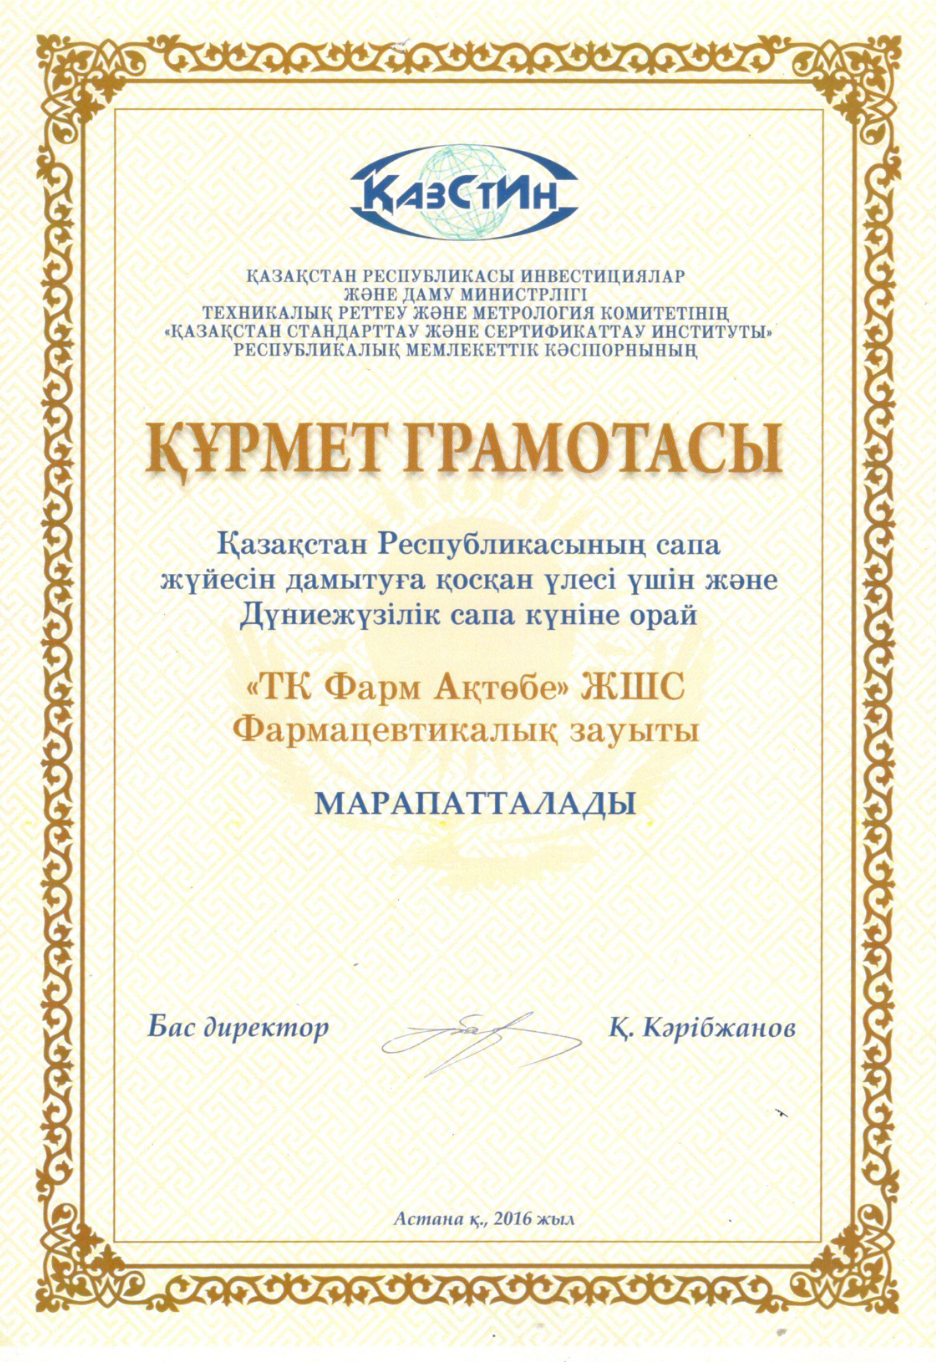 ҚАЗСТИН
ҚАЗАҚСТАН РЕСПУБЛИКАСЫ ИНВЕСТИЦИЯЛАР
ЖӘНЕ ДАМУ МИНИСТРЛІГІ
ТЕХНИКАЛЫҚ РЕТТЕУ ЖӘНЕ МЕТРОЛОГИЯ КОМИТЕТІНІҢ
«ҚАЗАҚСТАН СТАНДАРТТАУ ЖӘНЕ СЕРТИФИКАТТАУ ИНСТИТУТЫ»
РЕСПУБЛИКАЛЫҚ МЕМЛЕКЕТТІК КӘСІПОРНЫНЫҢ
ҚҰРМЕТ ГРАМОТАСЫ
Қазақстан Республикасының сапа
жүйесін дамытуға қосқан үлесі үшін және
Дүниежүзілік сапа күніне орай
«ТК Фарм Ақтөбе» ЖШС
Фармацевтикалық зауыты
МАРАПАТТАЛАДЫ
Бас директор Қ. Кәрібжанов
Астана қ., 2016 жыл